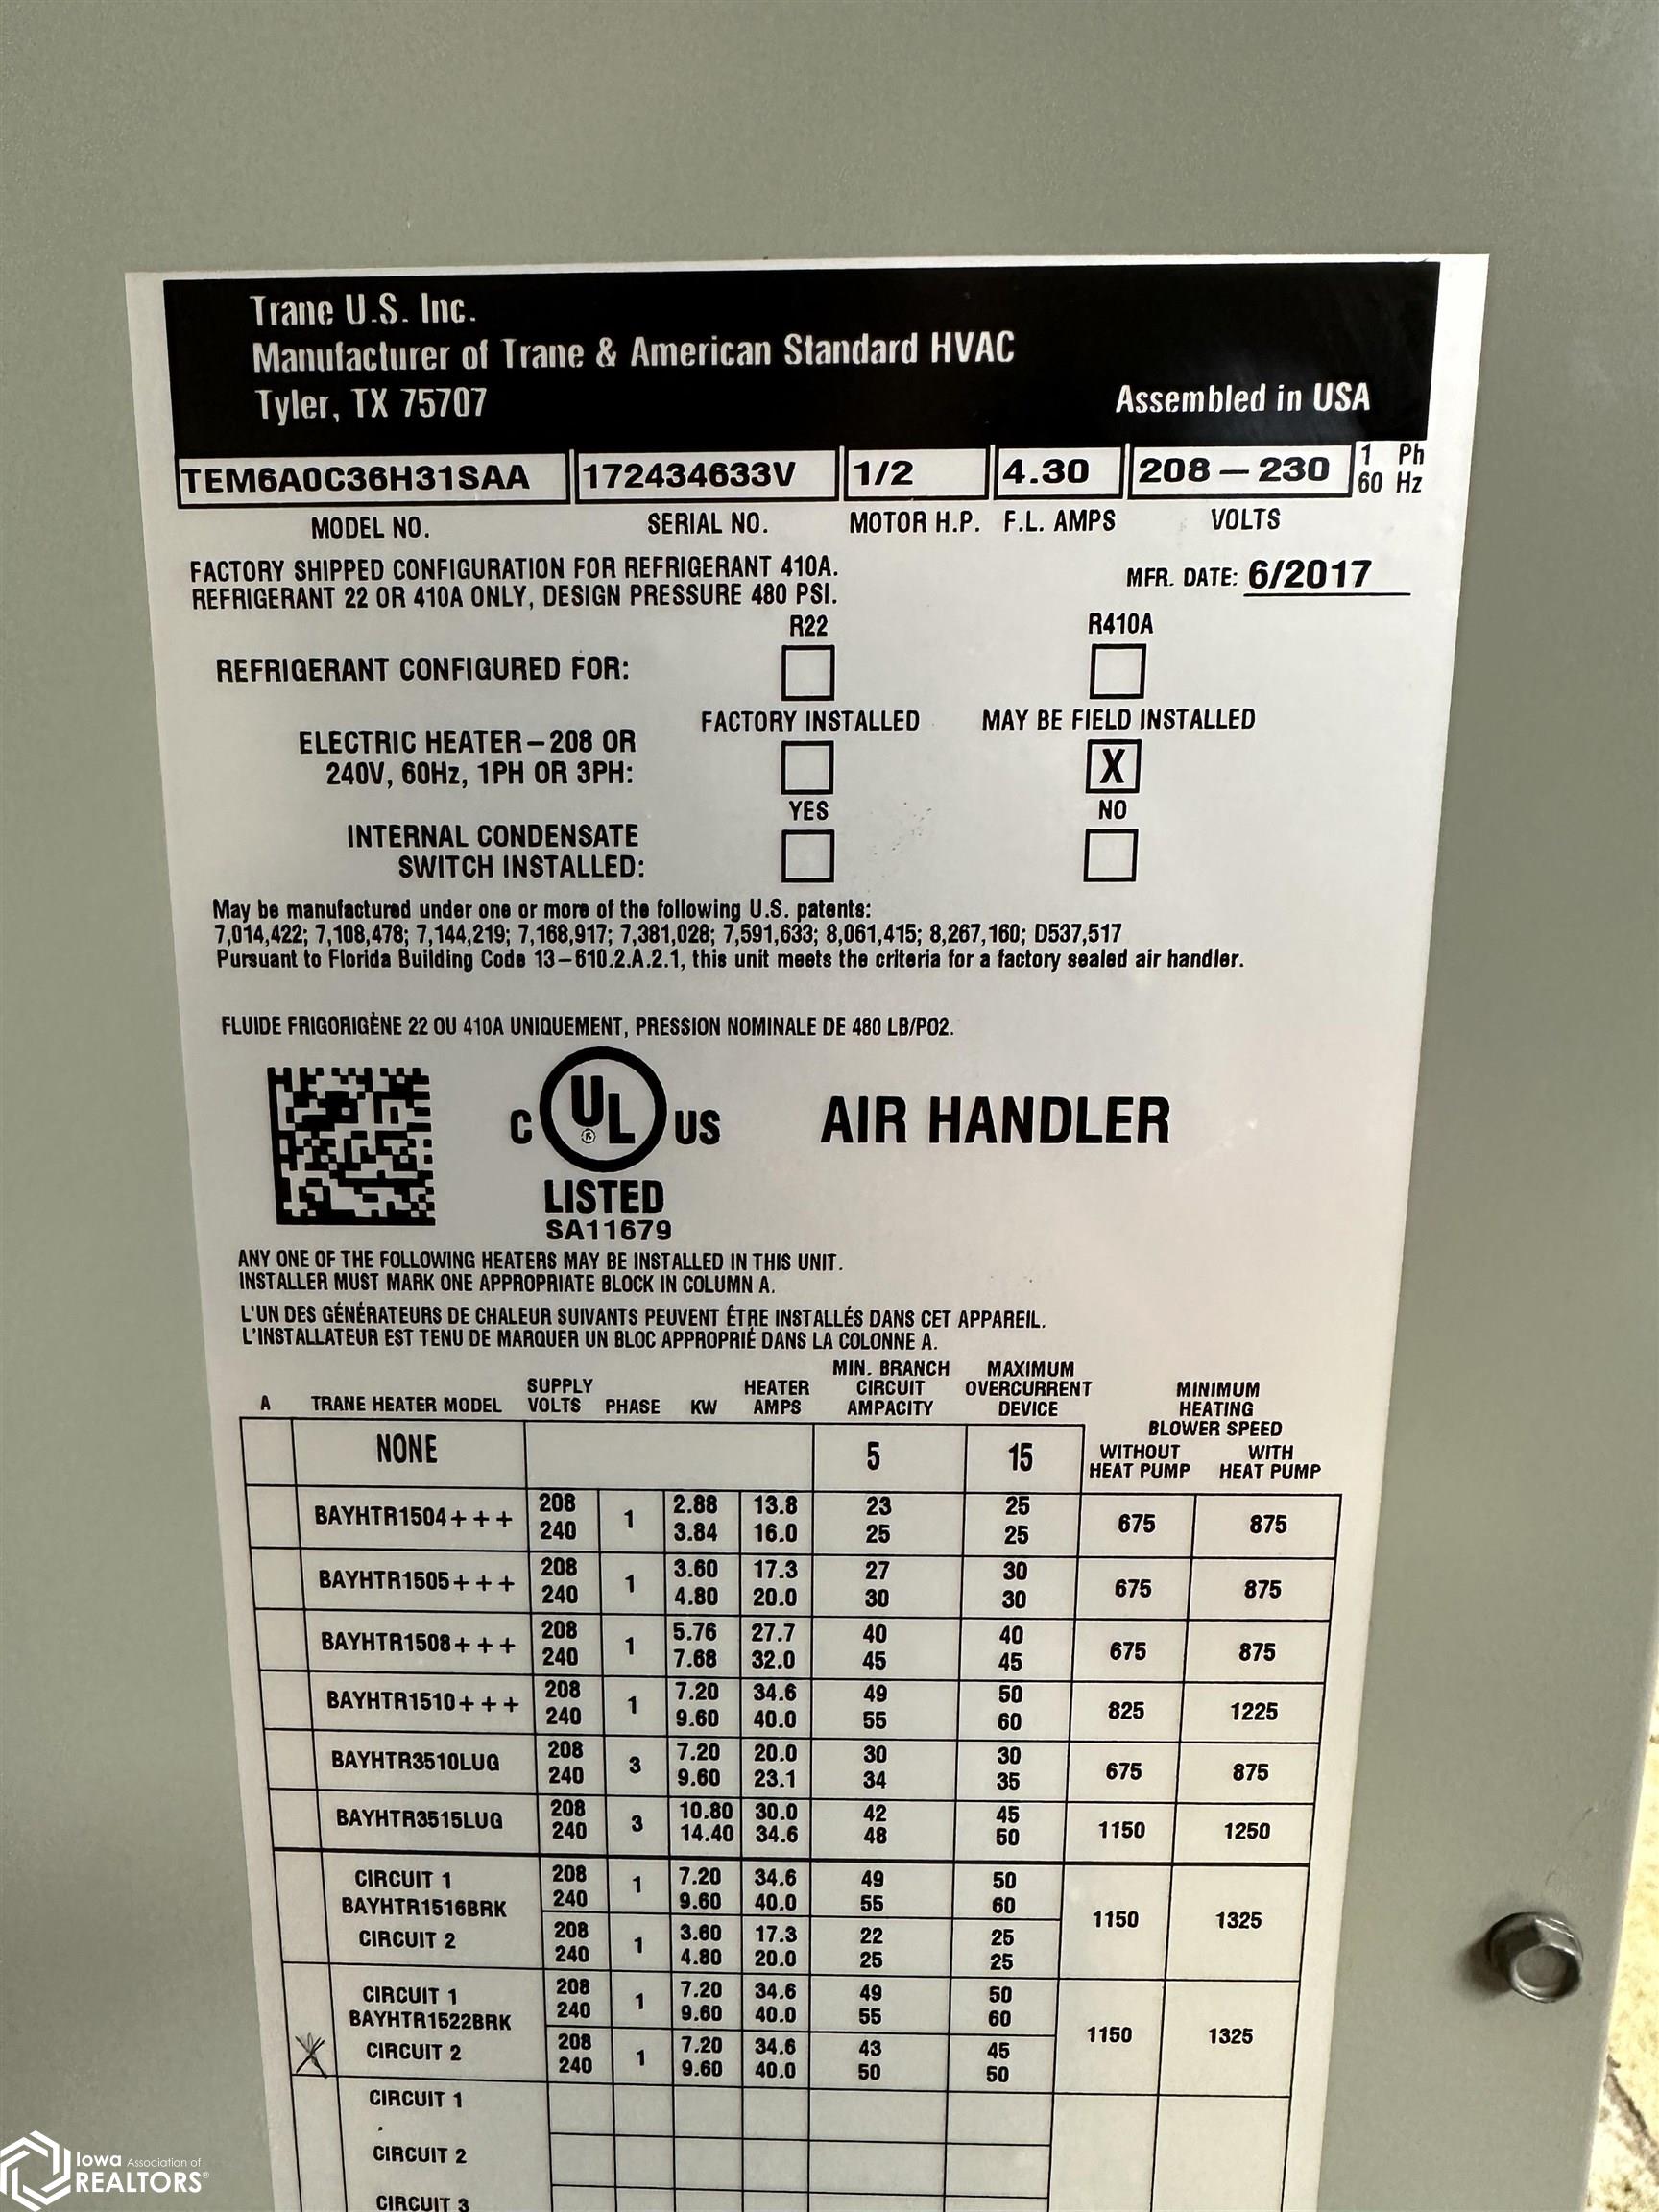 Trane U.S. Inc.
Manufacturer of Trane & American Standard HVAC
Tyler, TX 75707
Assembled in USA
TEM6A0C36H31SAA 172434633V 1/2 4.30 208 – 230 1 Ph
60 Hz
MODEL NO. SERIAL NO. MOTOR H.P. F.L. AMPS VOLTS
FACTORY SHIPPED CONFIGURATION FOR REFRIGERANT 410A.
REFRIGERANT 22 OR 410A ONLY, DESIGN PRESSURE 480 PSI.
MFR. DATE: 6/2017
R22 R410A
REFRIGERANT CONFIGURED FOR:
FACTORY INSTALLED MAY BE FIELD INSTALLED
ELECTRIC HEATER – 208 OR
240V, 60Hz, 1PH OR 3PH: X
YES NO
INTERNAL CONDENSATE
SWITCH INSTALLED:
May be manufactured under one or more of the following U.S. patents:
7,014,422; 7,108,478; 7,144,219; 7,168,917; 7,381,028; 7,591,633; 8,061,415; 8,267,160; D537,517
Pursuant to Florida Building Code 13–610.2.A.2.1, this unit meets the criteria for a factory sealed air handler.
FLUIDE FRIGORIGÈNE 22 OU 410A UNIQUEMENT, PRESSION NOMINALE DE 480 LB/PO2.
C UL ® US
LISTED
SA11679
AIR HANDLER
ANY ONE OF THE FOLLOWING HEATERS MAY BE INSTALLED IN THIS UNIT.
INSTALLER MUST MARK ONE APPROPRIATE BLOCK IN COLUMN A.
L'UN DES GÉNÉRATEURS DE CHALEUR SUIVANTS PEUVENT ÊTRE INSTALLÉS DANS CET APPAREIL.
L'INSTALLATEUR EST TENU DE MARQUER UN BLOC APPROPRIÉ DANS LA COLONNE A.
MIN. BRANCH MAXIMUM
SUPPLY HEATER CIRCUIT OVERCURRENT MINIMUM
A TRANE HEATER MODEL VOLTS PHASE KW AMPS AMPACITY DEVICE HEATING
BLOWER SPEED
WITHOUT WITH
HEAT PUMP HEAT PUMP
NONE 5 15
208 2.88 13.8 23 25
BAYHTR1504+++ 1 675 875
240 3.84 16.0 25 25
208 3.60 17.3 27 30
BAYHTR1505+++ 1 675 875
240 4.80 20.0 30 30
208 5.76 27.7 40 40
BAYHTR1508+++ 1 675 875
240 7.68 32.0 45 45
208 7.20 34.6 49 50
BAYHTR1510+++ 1 825 1225
240 9.60 40.0 55 60
208 7.20 20.0 30 30
BAYHTR3510LUG 3 675 875
240 9.60 23.1 34 35
208 10.80 30.0 42 45
BAYHTR3515LUG 3 1150 1250
240 14.40 34.6 48 50
CIRCUIT 1 208 1 7.20 34.6 49 50
BAYHTR1516BRK 240 9.60 40.0 55 60
1150 1325
CIRCUIT 2 208 1 3.60 17.3 22 25
240 4.80 20.0 25 25
CIRCUIT 1 208 1 7.20 34.6 49 50
BAYHTR1522BRK 240 9.60 40.0 55 60
1150 1325
X CIRCUIT 2 208 1 7.20 34.6 43 45
240 9.60 40.0 50 50
CIRCUIT 1
CIRCUIT 2
CIRCUIT 3
Iowa Association of
REALTORS®